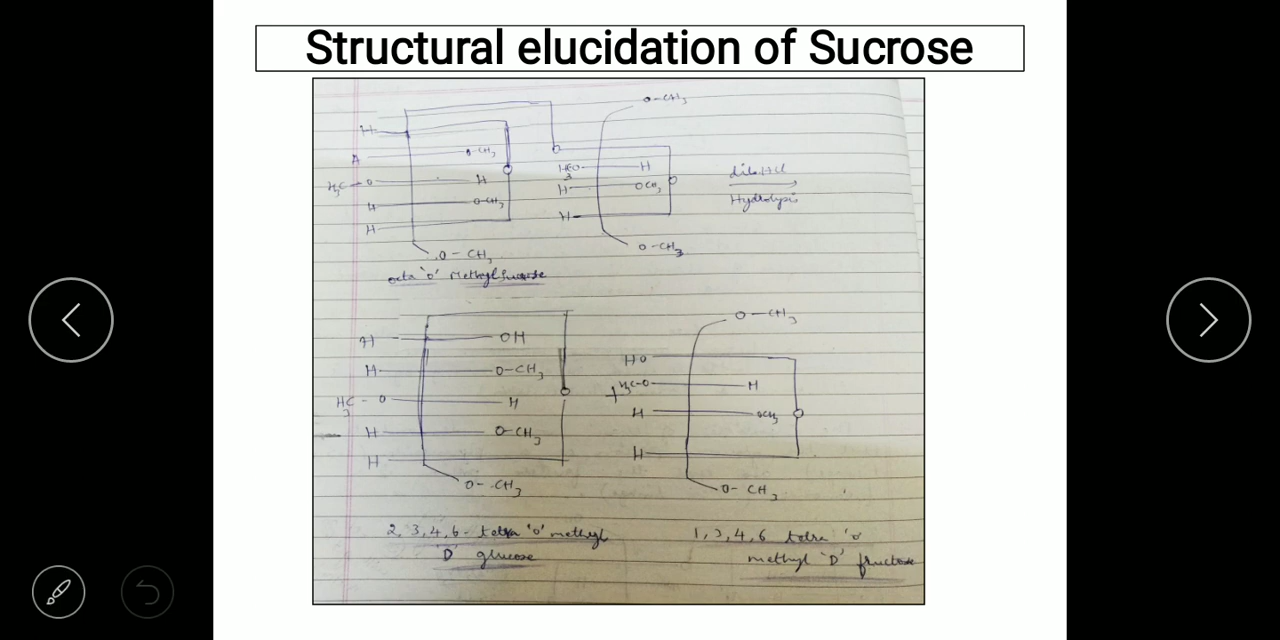 Structural elucidation of Sucrose
O-CH3
H
H O-CH3 O
H3CO H
H3C-O H O
H OCH3 O
dil. HCl
H O-CH3
Hydrolysis
H
H
O-CH3
O-CH3
octa 'o' Methyl Sucrose
O-CH3
H OH
HO
H O-CH3
+
H3C-O H
H3C-O H O
H OCH3 O
H O-CH3
H
H
O-CH3
O-CH3
2, 3, 4, 6- tetra 'o' methyl
'D' glucose
1, 3, 4, 6 tetra 'o'
methyl 'D' fructose